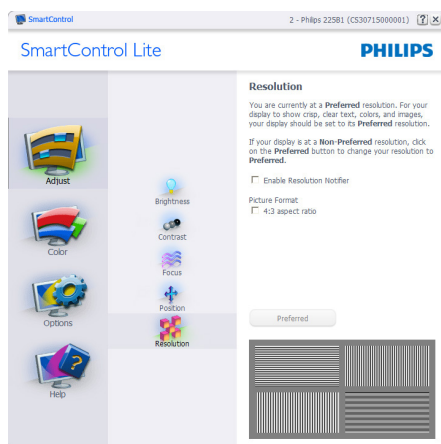 SmartControl
2 - Philips 225B1 (CS30715000001)
SmartControl Lite
PHILIPS
Adjust
Color
Options
Help
Brightness
Contrast
Focus
Position
Resolution
Resolution
You are currently at a Preferred resolution. For your
display to show crisp, clear text, colors, and images,
your display should be set to its Preferred resolution.
If your display is at a Non-Preferred resolution, click
on the Preferred button to change your resolution to
Preferred.
Enable Resolution Notifier
Picture Format
4:3 aspect ratio
Preferred